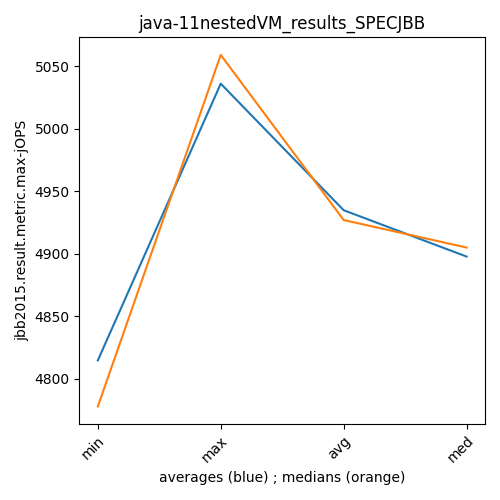 java-11nestedVM_results_SPECJBB
jbb2015.result.metric.max-jOPS
5050
5000
4950
4900
4850
4800
min
max
avg
med
averages (blue) ; medians (orange)